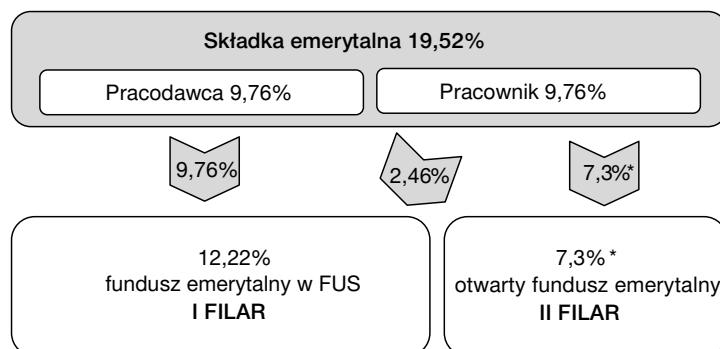 Składka emerytalna 19,52%
Pracodawca 9,76%
Pracownik 9,76%
9,76%
2,46%
7,3%*
12,22%
fundusz emerytalny w FUS
I FILAR
7,3% *
otwarty fundusz emerytalny
II FILAR